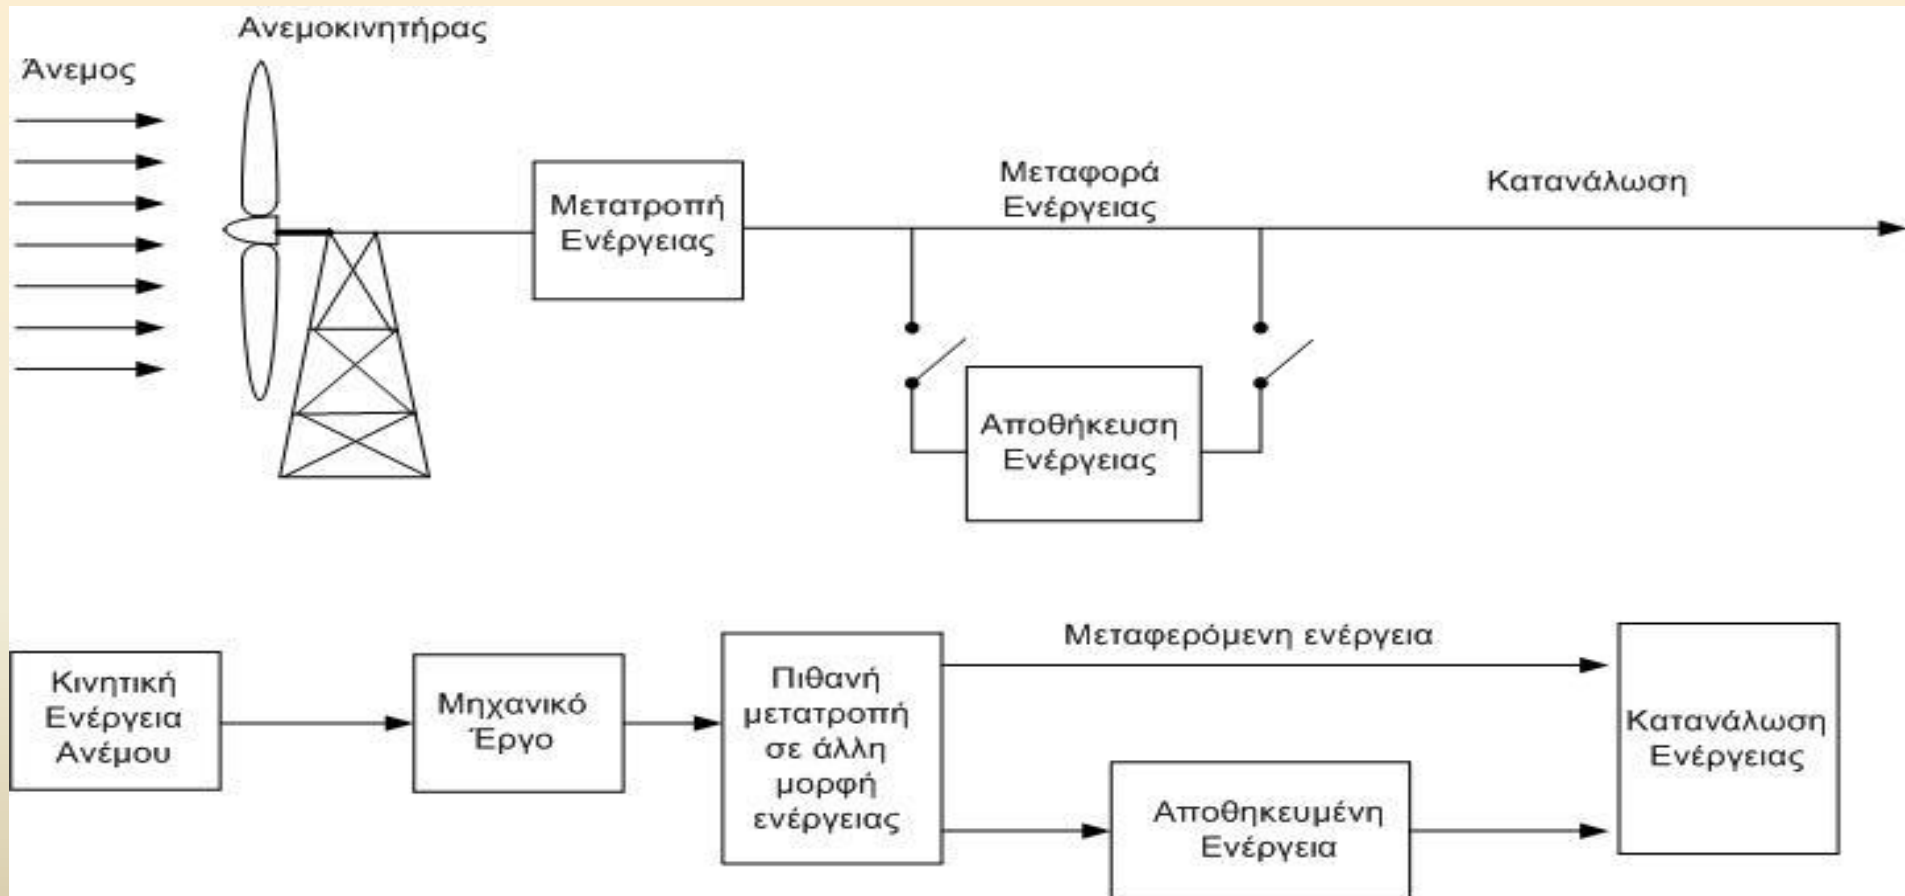 Ανεμοκινητήρας
Άνεμος
Μετατροπή
Ενέργειας
Μεταφορά
Ενέργειας
Κατανάλωση
Αποθήκευση
Ενέργειας
Κινητική
Ενέργεια
Ανέμου
Μηχανικό
Έργο
Πιθανή
μετατροπή
σε άλλη
μορφή
ενέργειας
Μεταφερόμενη ενέργεια
Αποθηκευμένη
Ενέργεια
Κατανάλωση
Ενέργειας